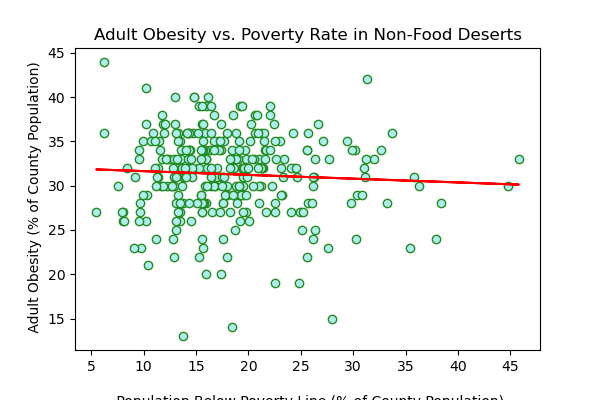 Adult Obesity vs. Poverty Rate in Non-Food Deserts
45
40
35
30
25
20
15
Adult Obesity (% of County Population)
5 10 15 20 25 30 35 40 45
Population Below Poverty Line (% of County Population)